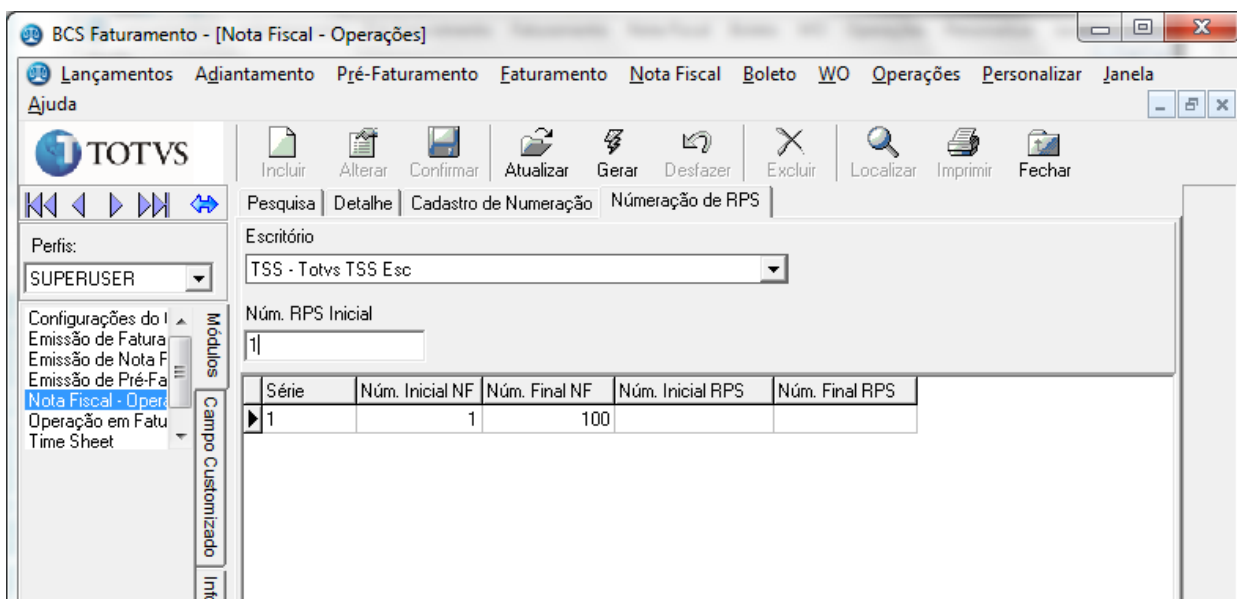 BCS Faturamento - [Nota Fiscal - Operações]
Lançamentos Adiantamento Pré-Faturamento Faturamento Nota Fiscal Boleto WO Operações Personalizar Janela
Ajuda
TOTVS
Incluir Alterar Confirmar Atualizar Gerar Desfazer Excluir Localizar Imprimir Fechar
Pesquisa Detalhe Cadastro de Numeração Númeração de RPS
Perfis:
SUPERUSER
Configurações do
Emissão de Fatura
Emissão de Nota F
Emissão de Pré-Fa
Nota Fiscal - Opera
Operação em Fatu
Time Sheet
Módulos
Campo Customizado
Info
Escritório
TSS - Totvs TSS Esc
Núm. RPS Inicial
1
Série Núm. Inicial NF Núm. Final NF Núm. Inicial RPS Núm. Final RPS
1 1 100